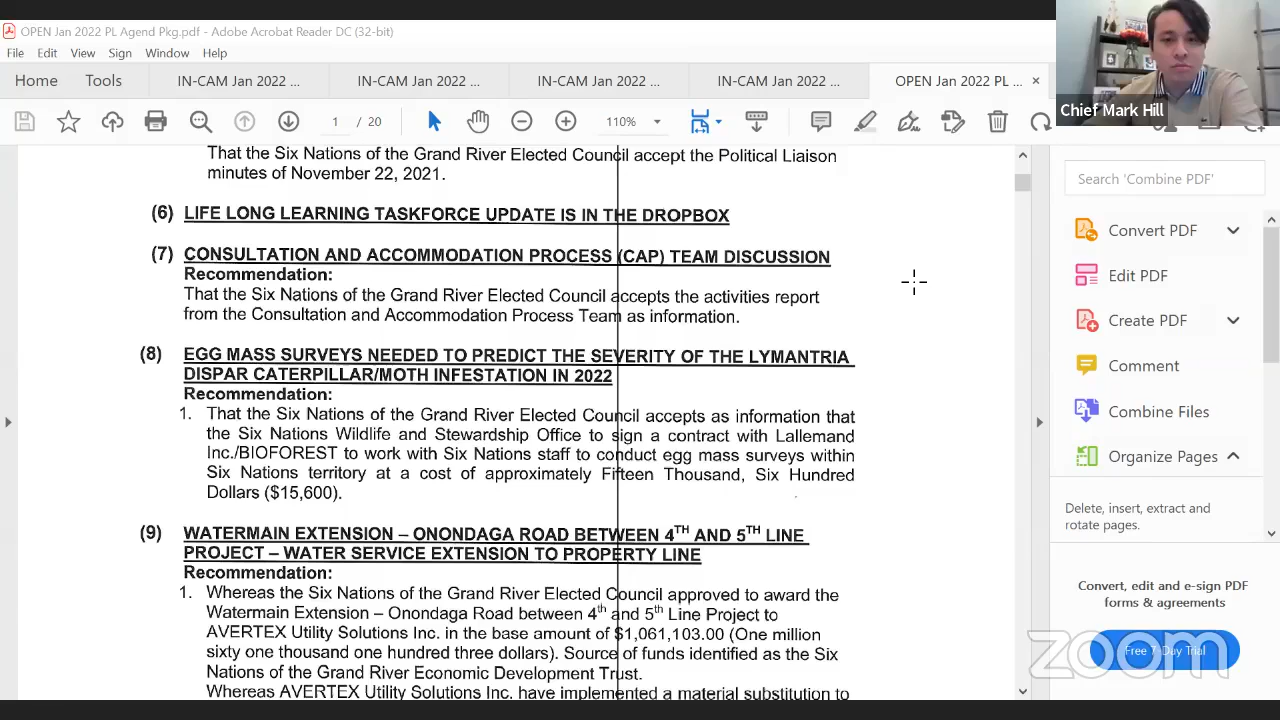 OPEN Jan 2022 PL Agend Pkg.pdf - Adobe Acrobat Reader DC (32-bit)
File Edit View Sign Window Help
Home Tools IN-CAM Jan 2022 ... IN-CAM Jan 2022 ... IN-CAM Jan 2022 ... IN-CAM Jan 2022 ... OPEN Jan 2022 PL ... ×
Chief Mark Hill
1 / 20 110%
That the Six Nations of the Grand River Elected Council accept the Political Liaison
minutes of November 22, 2021.
(6) LIFE LONG LEARNING TASKFORCE UPDATE IS IN THE DROPBOX
(7) CONSULTATION AND ACCOMMODATION PROCESS (CAP) TEAM DISCUSSION
Recommendation:
That the Six Nations of the Grand River Elected Council accepts the activities report
from the Consultation and Accommodation Process Team as information.
(8) EGG MASS SURVEYS NEEDED TO PREDICT THE SEVERITY OF THE LYMANTRIA
DISPAR CATERPILLAR/MOTH INFESTATION IN 2022
Recommendation:
1. That the Six Nations of the Grand River Elected Council accepts as information that
the Six Nations Wildlife and Stewardship Office to sign a contract with Lallemand
Inc./BIOFOREST to work with Six Nations staff to conduct egg mass surveys within
Six Nations territory at a cost of approximately Fifteen Thousand, Six Hundred
Dollars ($15,600).
(9) WATERMAIN EXTENSION – ONONDAGA ROAD BETWEEN 4TH AND 5TH LINE
PROJECT – WATER SERVICE EXTENSION TO PROPERTY LINE
Recommendation:
1. Whereas the Six Nations of the Grand River Elected Council approved to award the
Watermain Extension – Onondaga Road between 4th and 5th Line Project to
AVERTEX Utility Solutions Inc. in the base amount of $1,061,103.00 (One million
sixty one thousand one hundred three dollars). Source of funds identified as the Six
Nations of the Grand River Economic Development Trust.
Whereas AVERTEX Utility Solutions Inc. have implemented a material substitution to
Search 'Combine PDF'
Convert PDF
Edit PDF
Create PDF
Comment
Combine Files
Organize Pages
Delete, insert, extract and
rotate pages.
Convert, edit and e-sign PDF
forms & agreements
Free 7-Day Trial
zoom